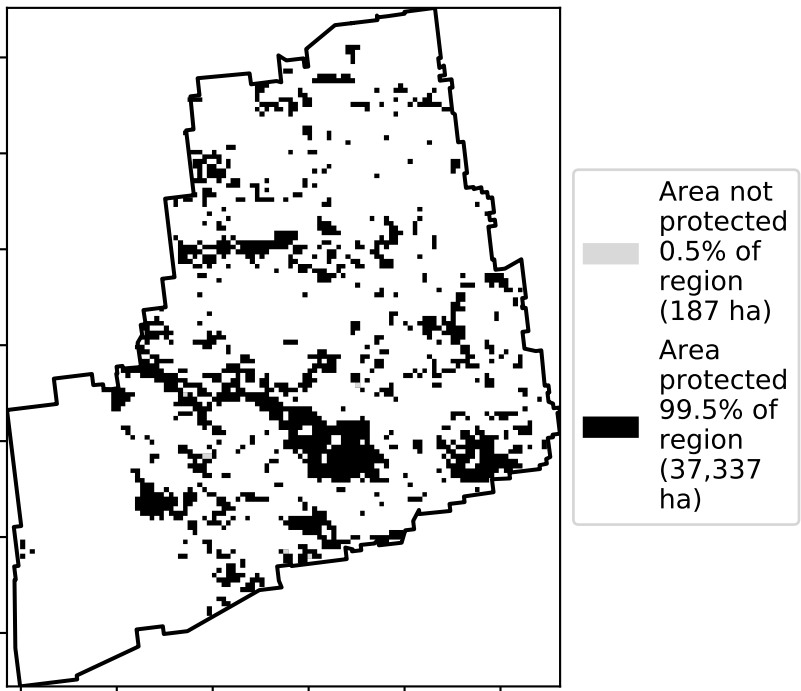 Area not
protected
0.5% of
region
(187 ha)
Area
protected
99.5% of
region
(37,337
ha)